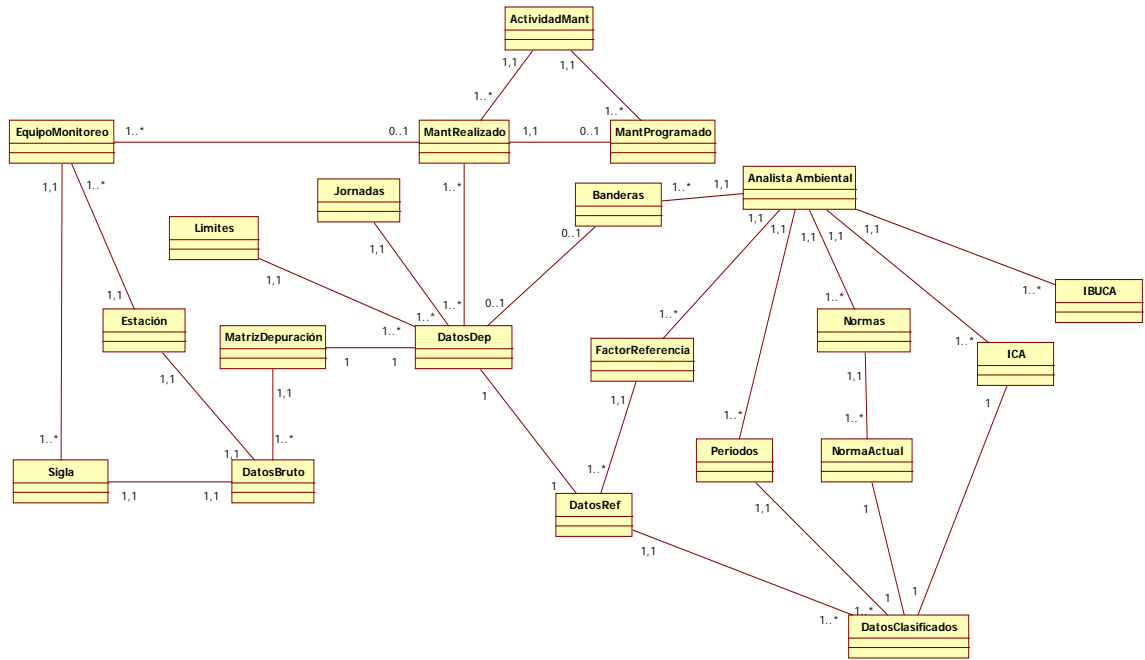 ActividadMant
1,1
1,1
1..*
1..*
EquipoMonitoreo
1..*
0..1
MantRealizado
1,1
0..1
MantProgramado
1,1
1..*
1..*
Jornadas
Banderas
1..*
1,1
Analista Ambiental
Limites
1,1
0..1
1,1
1,1
1,1
1,1
1,1
1,1
1..*
IBUCA
1,1
Estación
1..*
1..*
1..*
0..1
MatrizDepuración
1
1
DatosDep
1..*
FactorReferencia
1..*
Normas
1..*
ICA
1,1
1,1
1
1,1
1,1
1
1..*
1,1
1..*
1..*
1..*
Sigla
1,1
1,1
DatosBruto
1..*
Periodos
NormaActual
1
DatosRef
1,1
1
1,1
1
1
1..*
1..*
DatosClasificados